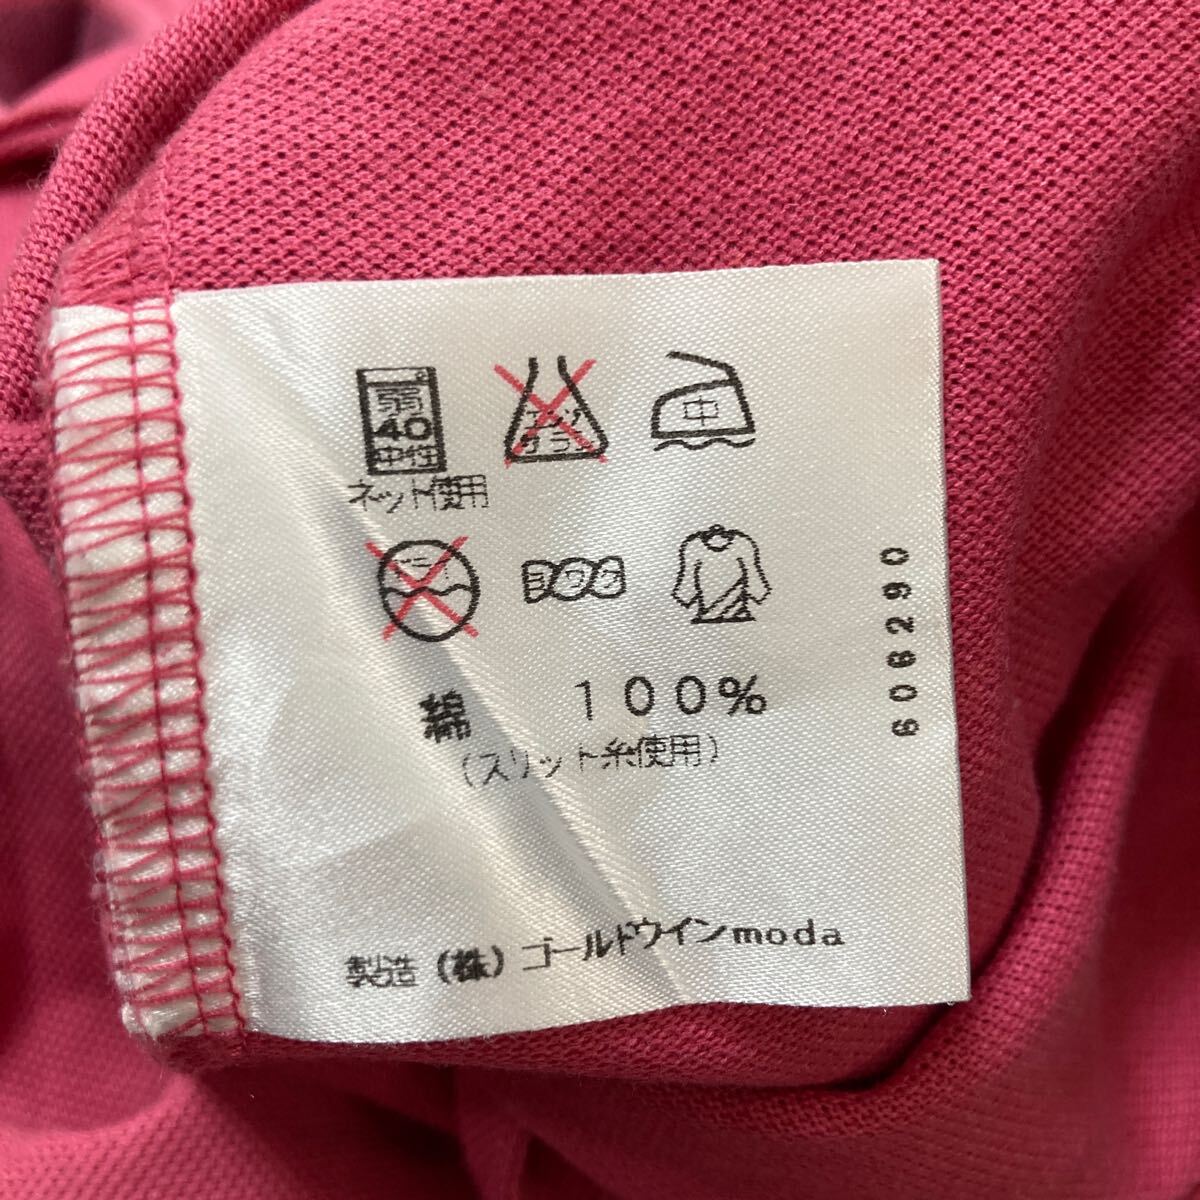 弱
40
中性
ネット使用
エンソ
サラシ
中
ドライ
綿 100%
(スリット糸使用)
606290
製造 (株)ゴールドウインmoda